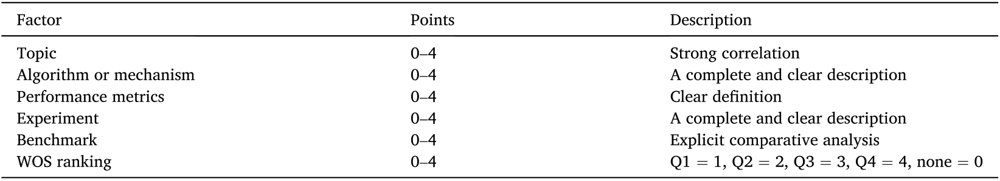 Factor Points Description
Topic 0–4 Strong correlation
Algorithm or mechanism 0–4 A complete and clear description
Performance metrics 0–4 Clear definition
Experiment 0–4 A complete and clear description
Benchmark 0–4 Explicit comparative analysis
WOS ranking 0–4 Q1 = 1, Q2 = 2, Q3 = 3, Q4 = 4, none = 0